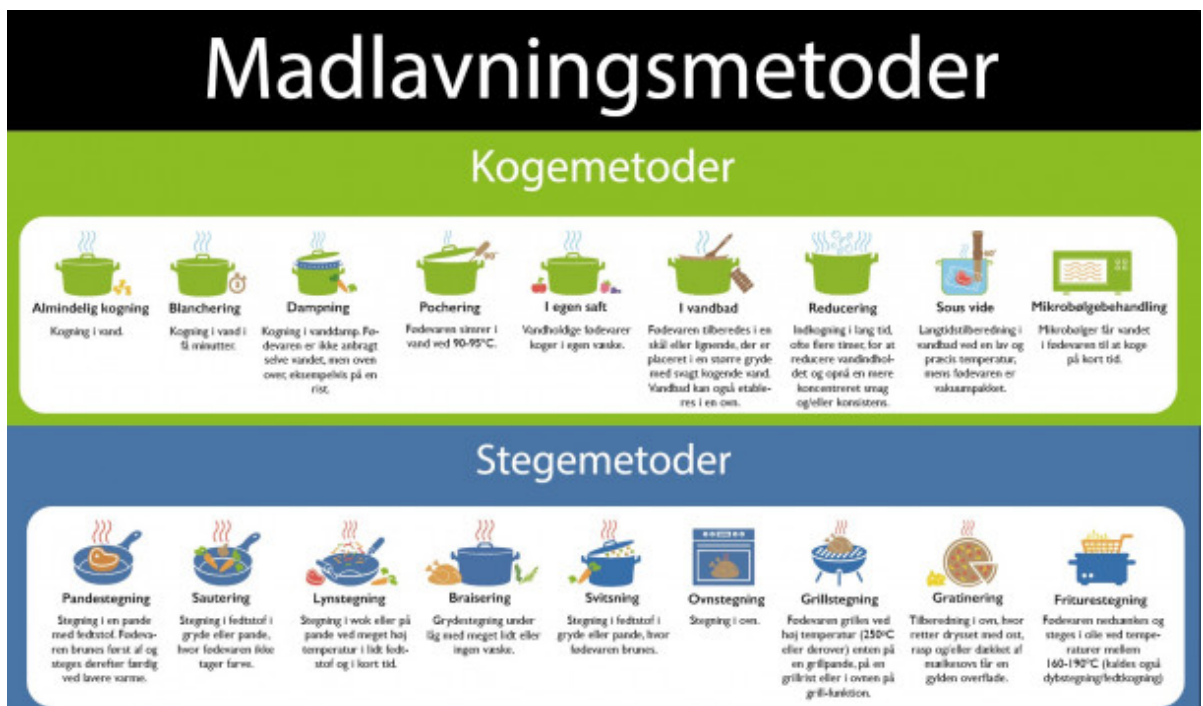 Madlavningsmetoder
Kogemetoder
Almindelig kogning
Kogning i vand.
Blanchering
Kogning i vand i
få minutter.
Dampning
Kogning i vanddamp. Fø-
devaren er ikke anbragt
selve vandet, men oven
over, eksempelvis på en
rist.
90°
Pochering
Fødevaren simrer i
vand ved 90-95°C.
I egen saft
Vandholdige fødevarer
koger i egen væske.
I vandbad
Fødevaren tilberedes i en
skål eller lignende, der er
placeret i en større gryde
med svagt kogende vand.
Vandbad kan også etable-
res i en ovn.
Reducering
Indkogning i lang tid,
ofte flere timer, for at
reducere vandindhol-
det og opnå en mere
koncentreret smag
og/eller konsistens.
60°
Sous vide
Langtidstilberedning i
vandbad ved en lav og
præcis temperatur,
mens fødevaren er
vakuumpakket.
Mikrobølgebehandling
Mikrobølger får vandet
i fødevaren til at koge
på kort tid.
Stegemetoder
Pandestegning
Stegning i en pande
med fedtstof. Fødeva-
ren brunes først af og
steges derefter færdig
ved lavere varme.
Sautering
Stegning i fedtstof i
gryde eller pande,
hvor fødevaren ikke
tager farve.
Lynstegning
Stegning i wok eller på
pande ved meget høj
temperatur i lidt fedt-
stof og i kort tid.
Braisering
Grydestegning under
låg med meget lidt eller
ingen væske.
Svitsning
Stegning i fedtstof i
gryde eller pande, hvor
fødevaren brunes.
Ovnstegning
Stegning i ovn.
Grillstegning
Fødevaren grilles ved
høj temperatur (250°C
eller derover) enten på
en grillpande, på en
grillrist eller i ovnen på
grill-funktion.
Gratinering
Tilberedning i ovn, hvor
retter drysset med ost,
rasp og/eller dækket af
mælkesovs får en
gylden overflade.
Friturestegning
Fødevaren nedsænkes og
steges i olie ved tempe-
raturer mellem
160-190°C (kaldes også
dybstegning/fedtkogning)